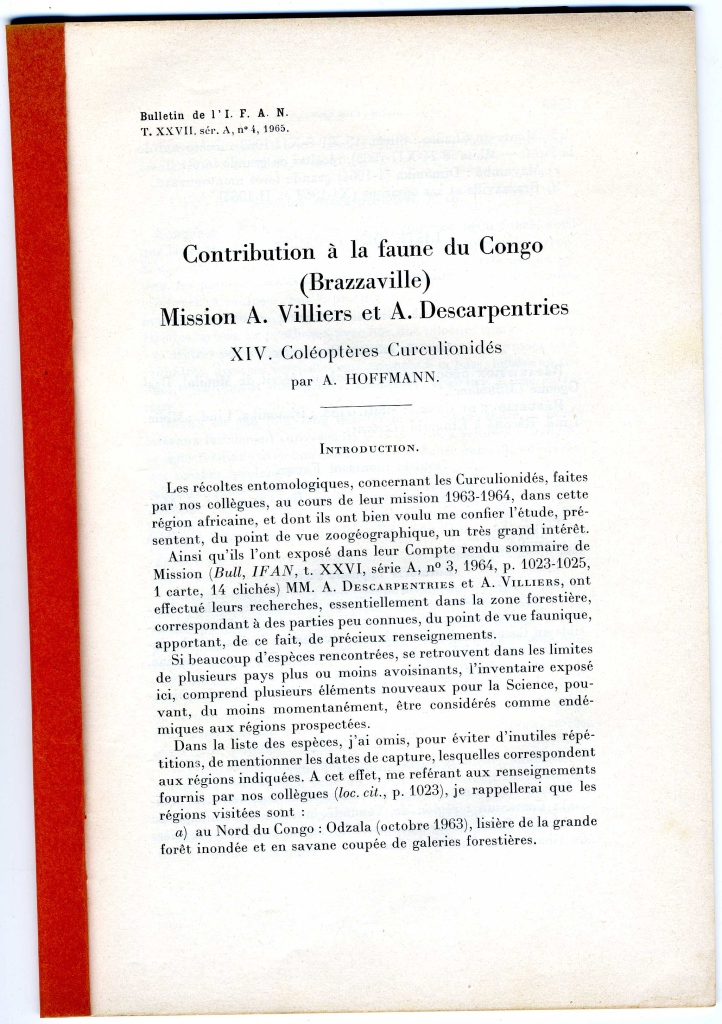 Bulletin de l'I. F. A. N.
T. XXVII, sér. A, nº 4, 1965.
Contribution à la faune du Congo
(Brazzaville)
Mission A. Villiers et A. Descarpentries
XIV. Coléoptères Curculionidés
par A. HOFFMANN.
INTRODUCTION.
Les récoltes entomologiques, concernant les Curculionidés, faites
par nos collègues, au cours de leur mission 1963-1964, dans cette
région africaine, et dont ils ont bien voulu me confier l'étude, pré-
sentent, du point de vue zoogéographique, un très grand intérêt.
Ainsi qu'ils l'ont exposé dans leur Compte rendu sommaire de
Mission (Bull, IFAN, t. XXVI, série A, nº 3, 1964, p. 1023-1025,
1 carte, 14 clichés) MM. A. DESCARPENTRIES et A. VILLIERS, ont
effectué leurs recherches, essentiellement dans la zone forestière,
correspondant à des parties peu connues, du point de vue faunique,
apportant, de ce fait, de précieux renseignements.
Si beaucoup d'espèces rencontrées, se retrouvent dans les limites
de plusieurs pays plus ou moins avoisinants, l'inventaire exposé
ici, comprend plusieurs éléments nouveaux pour la Science, pou-
vant, du moins momentanément, être considérés comme endé-
miques aux régions prospectées.
Dans la liste des espèces, j'ai omis, pour éviter d'inutiles répé-
titions, de mentionner les dates de capture, lesquelles correspondent
aux régions indiquées. A cet effet, me referant aux renseignements
fournis par nos collègues (loc. cit., p. 1023), je rappellerai que les
régions visitées sont :
a) au Nord du Congo : Odzala (octobre 1963), lisière de la grande
forêt inondée et en savane coupée de galeries forestières.